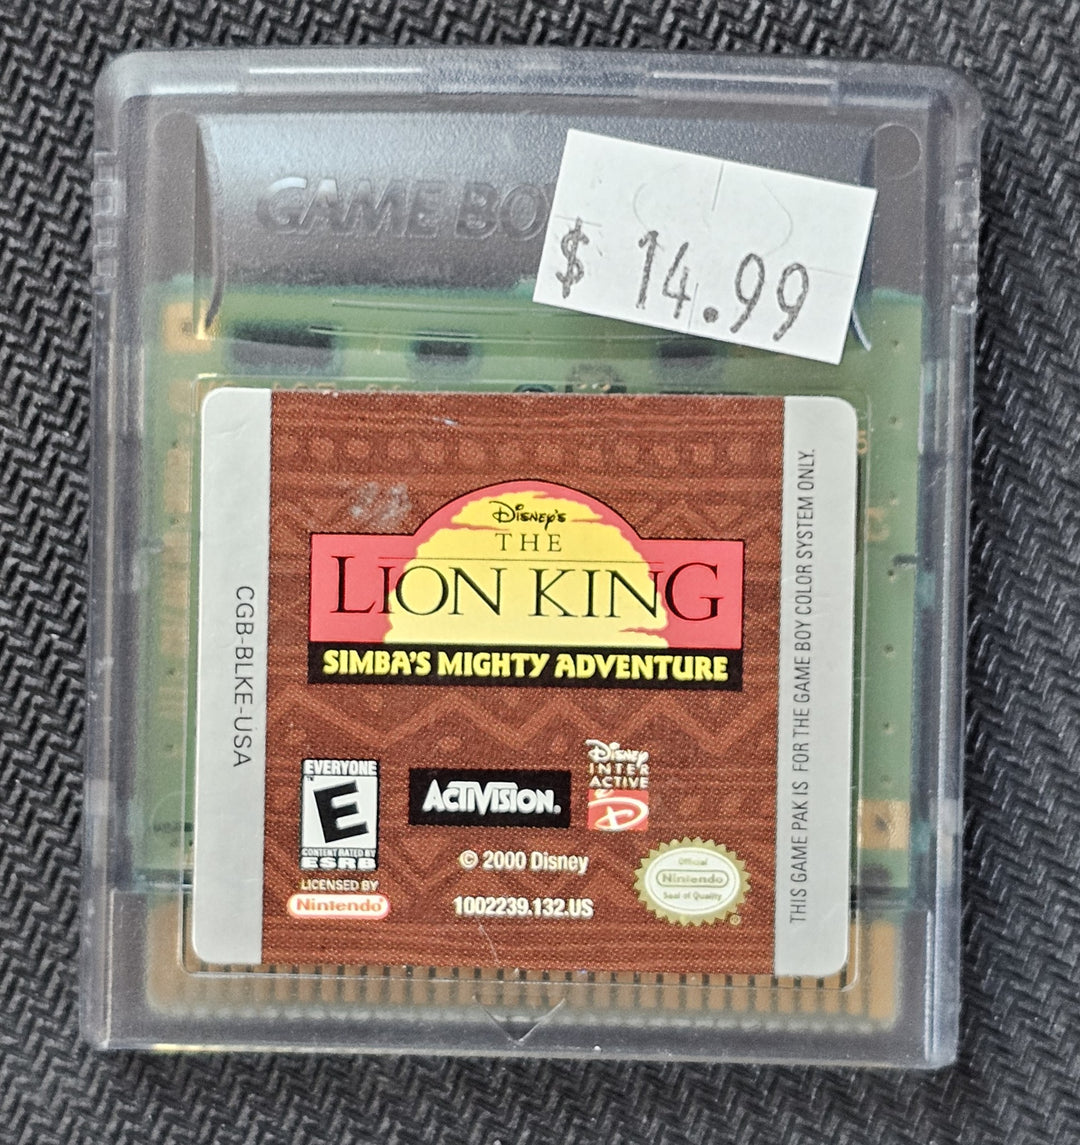 GAME BOY
$ 14.99
Disney's
THE
LION KING
SIMBA'S MIGHTY ADVENTURE
CGB-BLKE-USA
THIS GAME PAK IS FOR THE GAME BOY COLOR SYSTEM ONLY.
EVERYONE
E
CONTENT RATED BY
ESRB
ACTIVISION.
Disney
INTER
ACTIVE
D
© 2000 Disney
LICENSED BY
Nintendo
1002239.132.US
Official
Nintendo
Seal of Quality